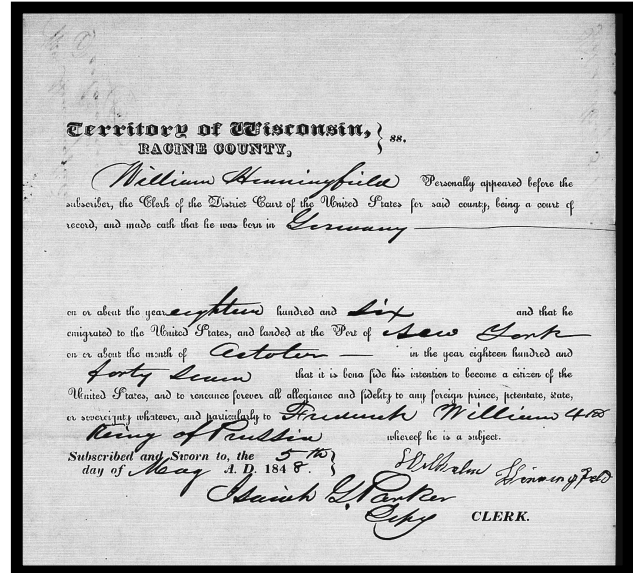 Territory of Wisconsin, } ss.
RACINE COUNTY,
William Henningfield Personally appeared before the
subscriber, the Clerk of the District Court of the United States for said county, being a court of
record, and made oath that he was born in Germany
on or about the year eighteen hundred and six and that he
emigrated to the United States, and landed at the Port of New York
on or about the month of October in the year eighteen hundred and
forty seven that it is bona fide his intention to become a citizen of the
United States, and to renounce forever all allegiance and fidelity to any foreign prince, potentate, state,
or sovereignty whatever, and particularly to Frederick William 4th
King of Prussia whereof he is a subject.
Subscribed and Sworn to, the 5th }
day of May A. D. 1848. }
Wilhelm Henningfeld
Isaiah G. Parker
Depy CLERK.